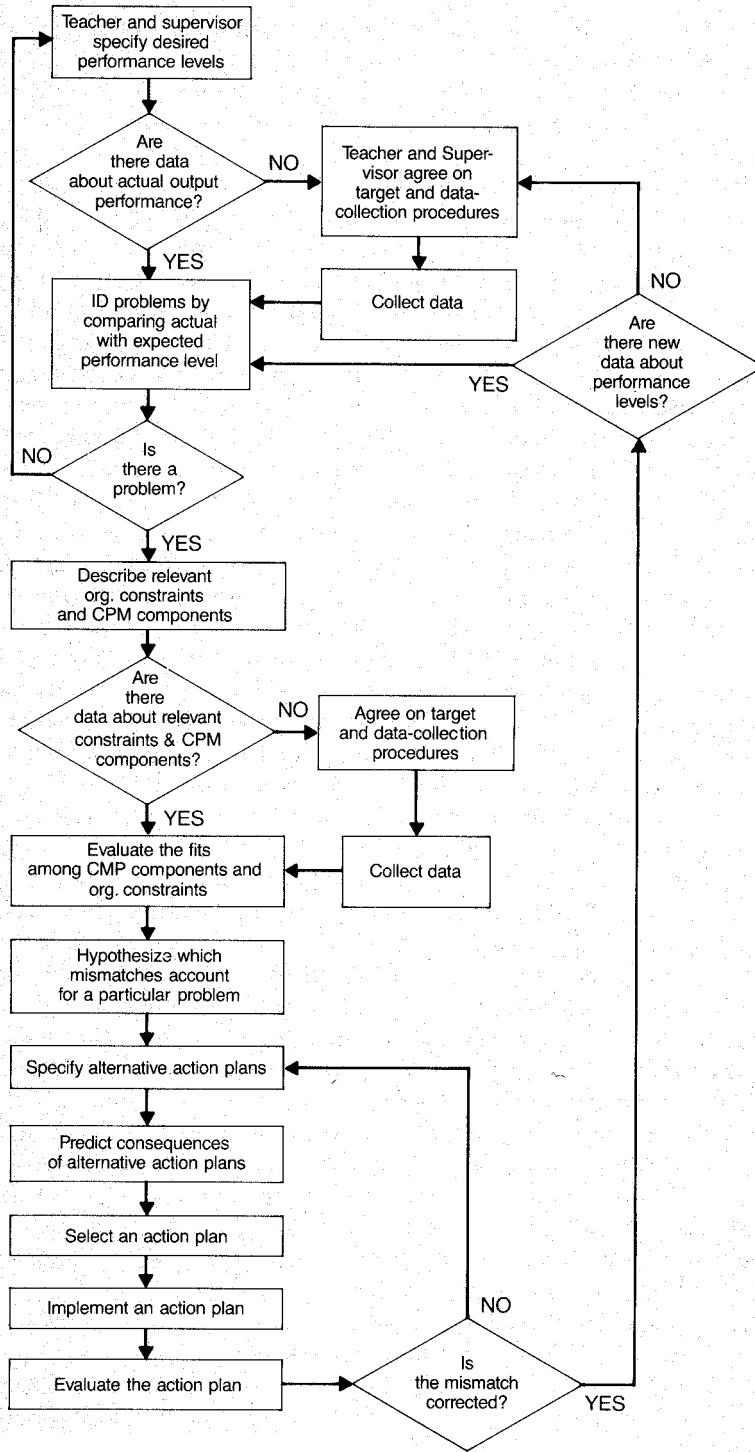 Teacher and supervisor
specify desired
performance levels
Are
there data
about actual output
performance?
NO
Teacher and Super-
visor agree on
target and data-
collection procedures
YES
ID problems by
comparing actual
with expected
performance level
Collect data
NO
Are
there new
data about
performance
levels?
YES
NO
Is
there a
problem?
YES
Describe relevant
org. constraints
and CPM components
Are
there
data about relevant
constraints & CPM
components?
NO
Agree on target
and data-collection
procedures
YES
Evaluate the fits
among CMP components and
org. constraints
Collect data
Hypothesize which
mismatches account
for a particular problem
Specify alternative action plans
Predict consequences
of alternative action plans
Select an action plan
Implement an action plan
NO
Evaluate the action plan
Is
the mismatch
corrected?
YES